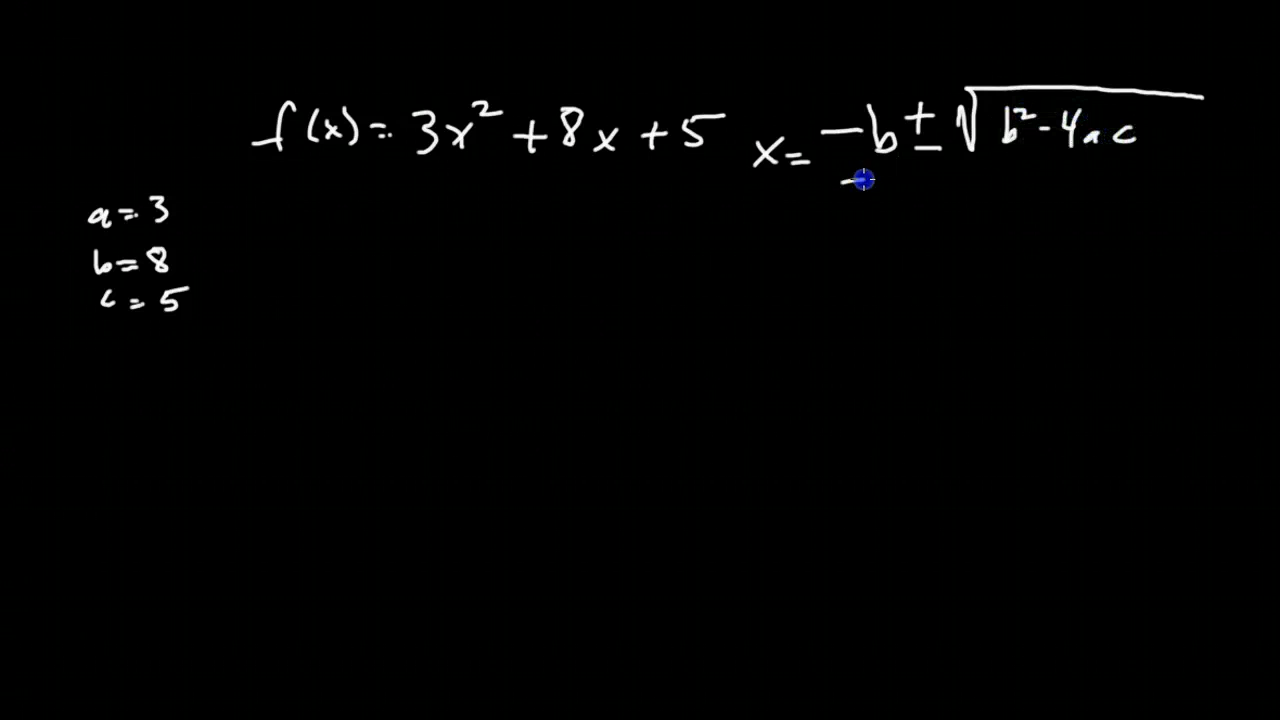 f(x) = 3x² + 8x + 5 x = -b ± √b² - 4ac
a = 3
b = 8
c = 5